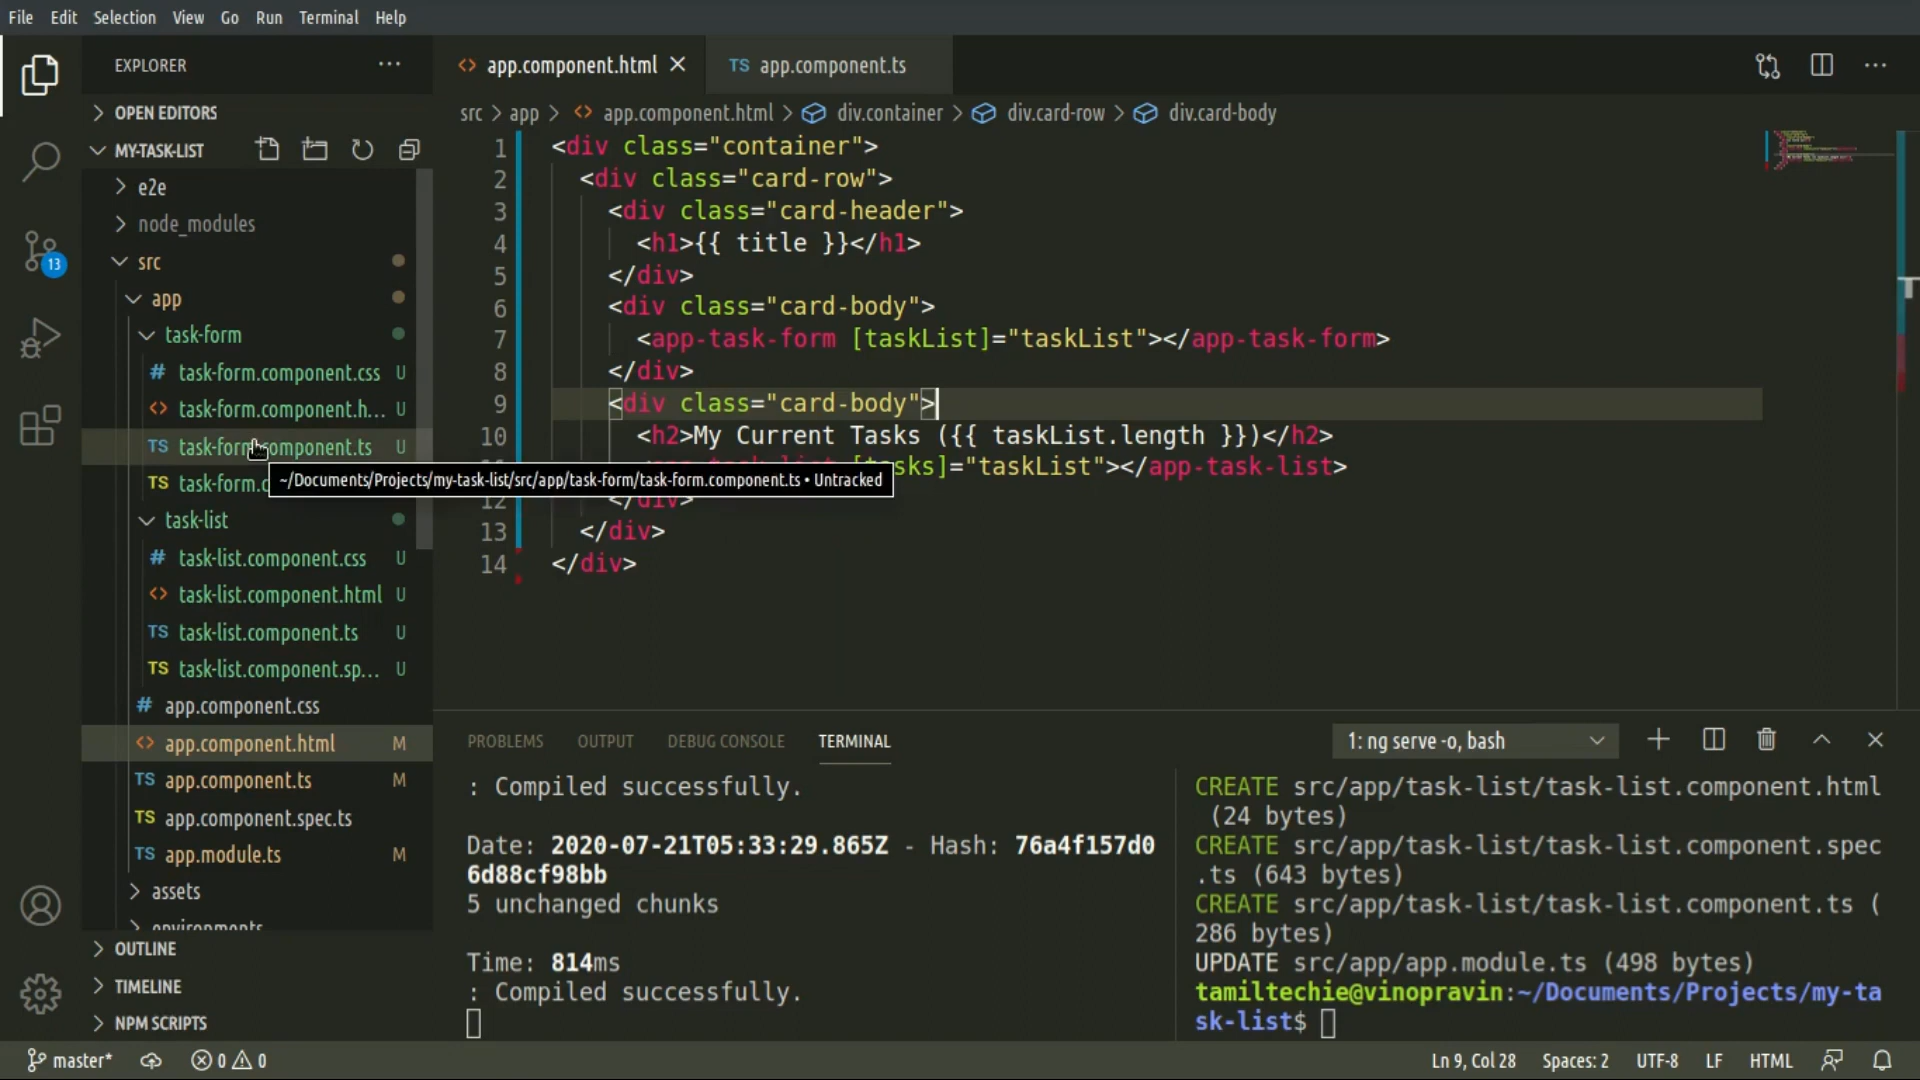 File Edit Selection View Go Run Terminal Help
EXPLORER ···
OPEN EDITORS
MY-TASK-LIST
e2e
node_modules
src
app
task-form
# task-form.component.css U
<> task-form.component.h... U
TS task-form.component.ts U
TS task-form.c
task-list
# task-list.component.css U
<> task-list.component.html U
TS task-list.component.ts U
TS task-list.component.sp... U
# app.component.css
<> app.component.html M
TS app.component.ts M
TS app.component.spec.ts
TS app.module.ts M
assets
environments
OUTLINE
TIMELINE
NPM SCRIPTS
13
<> app.component.html × TS app.component.ts
src > app > <> app.component.html > div.container > div.card-row > div.card-body
1 <div class="container">
2 <div class="card-row">
3 <div class="card-header">
4 <h1>{{ title }}</h1>
5 </div>
6 <div class="card-body">
7 <app-task-form [taskList]="taskList"></app-task-form>
8 </div>
9 <div class="card-body">
10 <h2>My Current Tasks ({{ taskList.length }})</h2>
[tasks]="taskList"></app-task-list>
~/Documents/Projects/my-task-list/src/app/task-form/task-form.component.ts • Untracked
12 </div>
13 </div>
14 </div>
PROBLEMS OUTPUT DEBUG CONSOLE TERMINAL
1: ng serve -o, bash
: Compiled successfully.
Date: 2020-07-21T05:33:29.865Z - Hash: 76a4f157d0
6d88cf98bb
5 unchanged chunks
Time: 814ms
: Compiled successfully.
CREATE src/app/task-list/task-list.component.html
(24 bytes)
CREATE src/app/task-list/task-list.component.spec
.ts (643 bytes)
CREATE src/app/task-list/task-list.component.ts (
286 bytes)
UPDATE src/app/app.module.ts (498 bytes)
tamiltechie@vinopravin:~/Documents/Projects/my-ta
sk-list$
master* 0 0 Ln 9, Col 28 Spaces: 2 UTF-8 LF HTML